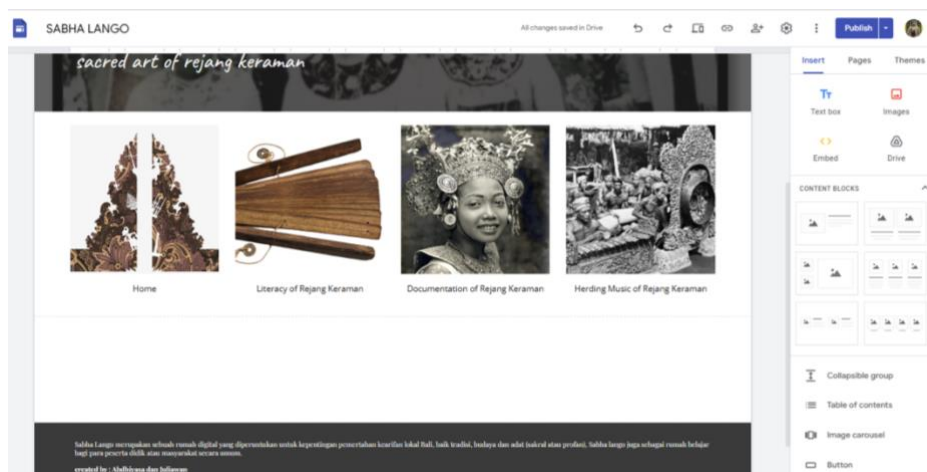 SABHA LANGO
All changes saved in Drive
Publish
sacred art of rejang keraman
Insert Pages Themes
Text box Images
Embed Drive
CONTENT BLOCKS
Home Literacy of Rejang Keraman Documentation of Rejang Keraman Herding Music of Rejang Keraman
Collapsible group
Table of contents
Image carousel
Button
Sabha Lango merupakan sebuah rumah digital yang diperuntukan untuk kepentingan pemertahan kearifan lokal Bali, baik tradisi, budaya dan adat (sakral atau profan). Sabha lango juga sebagai rumah belajar
bagi para peserta didik atau masyarakat secara umum.
created by : Abdhirasa dan Juliawan